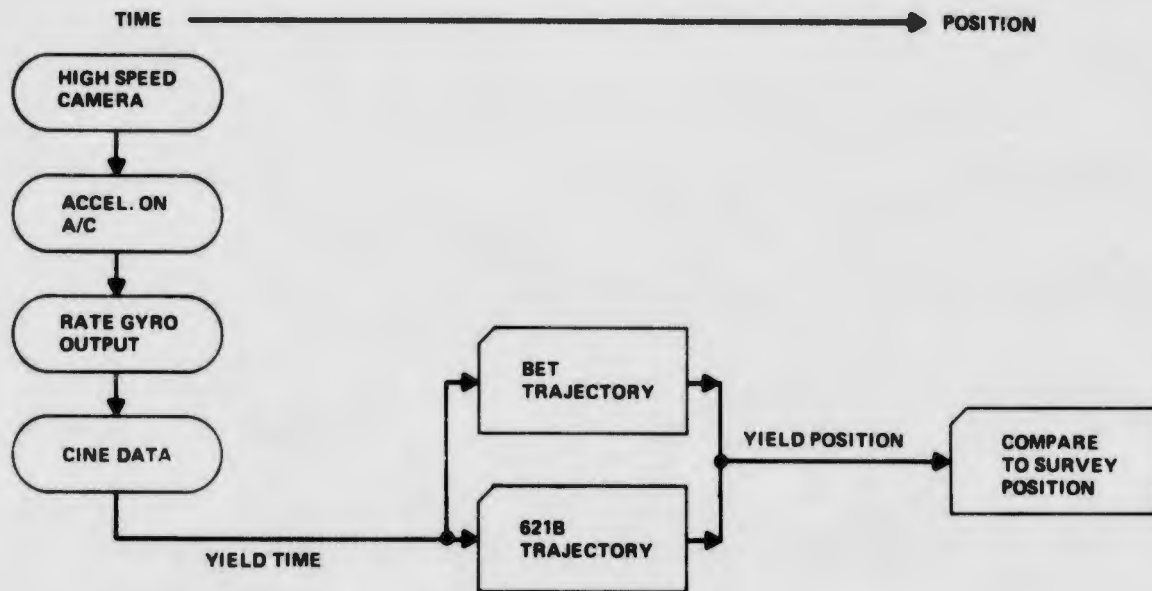 TIME
POSITION
HIGH SPEED
CAMERA
ACCEL. ON
A/C
RATE GYRO
OUTPUT
CINE DATA
YIELD TIME
BET
TRAJECTORY
621B
TRAJECTORY
YIELD POSITION
COMPARE
TO SURVEY
POSITION